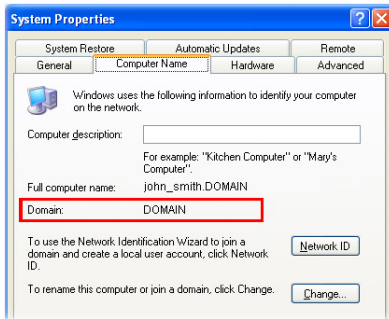 System Properties
System Restore Automatic Updates Remote
General Computer Name Hardware Advanced
Windows uses the following information to identify your computer
on the network.
Computer description:
For example: "Kitchen Computer" or "Mary's
Computer".
Full computer name: john_smith.DOMAIN
Domain: DOMAIN
To use the Network Identification Wizard to join a
domain and create a local user account, click Network
ID.
Network ID
To rename this computer or join a domain, click Change.
Change...